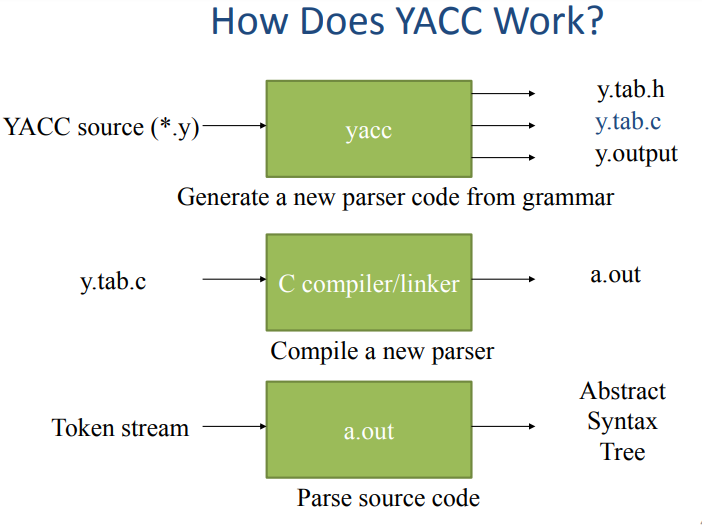 How Does YACC Work?
y.tab.h
YACC source (*.y)
yacc
y.tab.c
y.output
Generate a new parser code from grammar
y.tab.c
C compiler/linker
a.out
Compile a new parser
Token stream
a.out
Abstract
Syntax
Tree
Parse source code